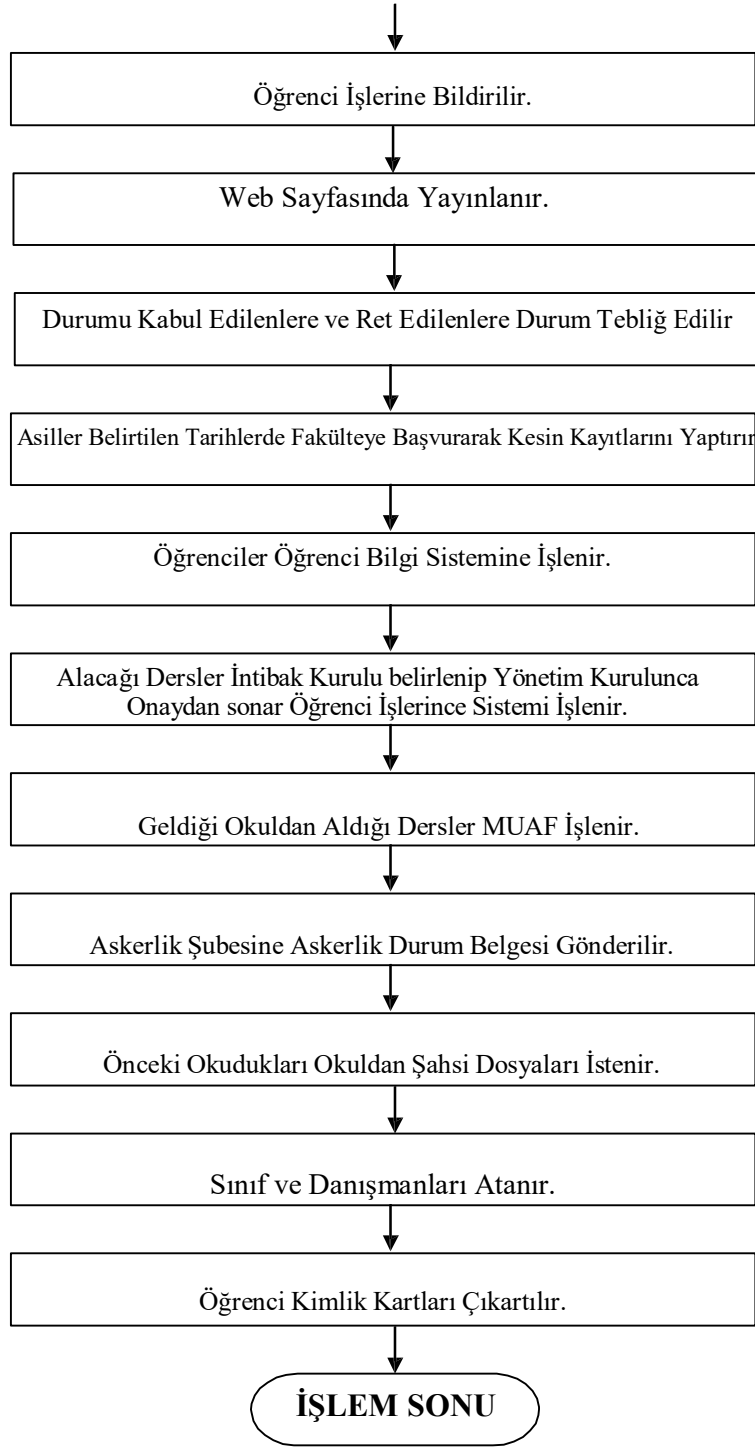 Öğrenci İşlerine Bildirilir.
Web Sayfasında Yayınlanır.
Durumu Kabul Edilenlere ve Ret Edilenlere Durum Tebliğ Edilir
Asiller Belirtilen Tarihlerde Fakülteye Başvurarak Kesin Kayıtlarını Yaptırır
Öğrenciler Öğrenci Bilgi Sistemine İşlenir.
Alacağı Dersler İntibak Kurulu belirlenip Yönetim Kurulunca
Onaydan sonar Öğrenci İşlerince Sistemi İşlenir.
Geldiği Okuldan Aldığı Dersler MUAF İşlenir.
Askerlik Şubesine Askerlik Durum Belgesi Gönderilir.
Önceki Okudukları Okuldan Şahsi Dosyaları İstenir.
Sınıf ve Danışmanları Atanır.
Öğrenci Kimlik Kartları Çıkartılır.
İŞLEM SONU